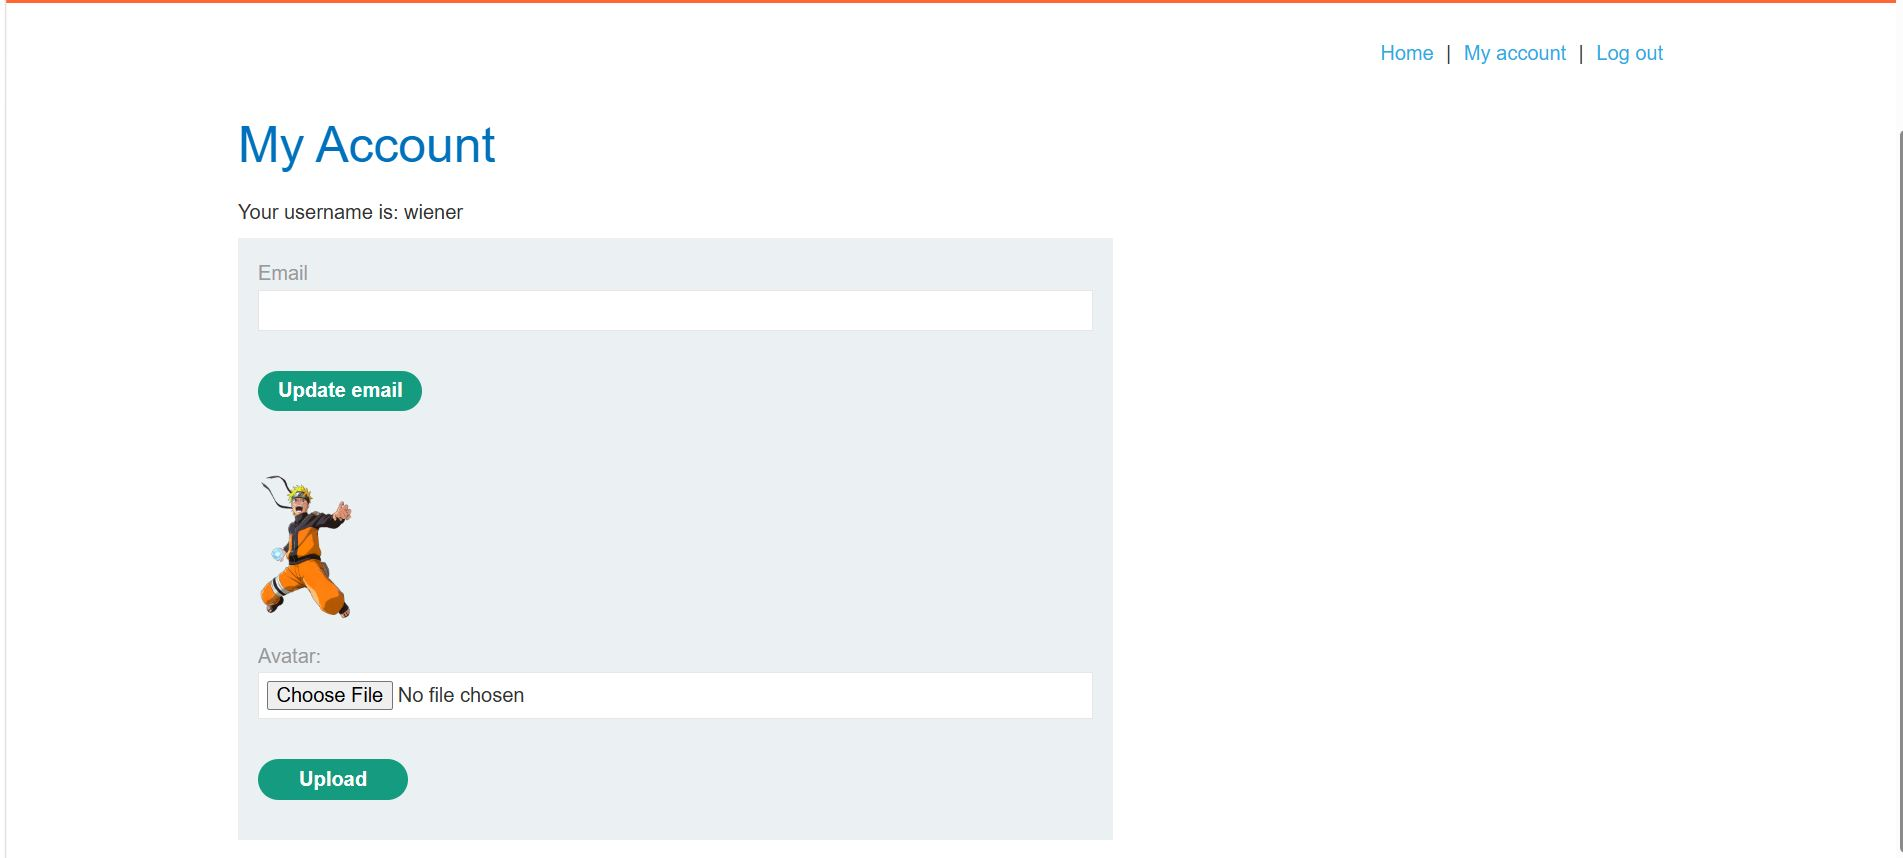 Home | My account | Log out
My Account
Your username is: wiener
Email
Update email
Avatar:
Choose File No file chosen
Upload